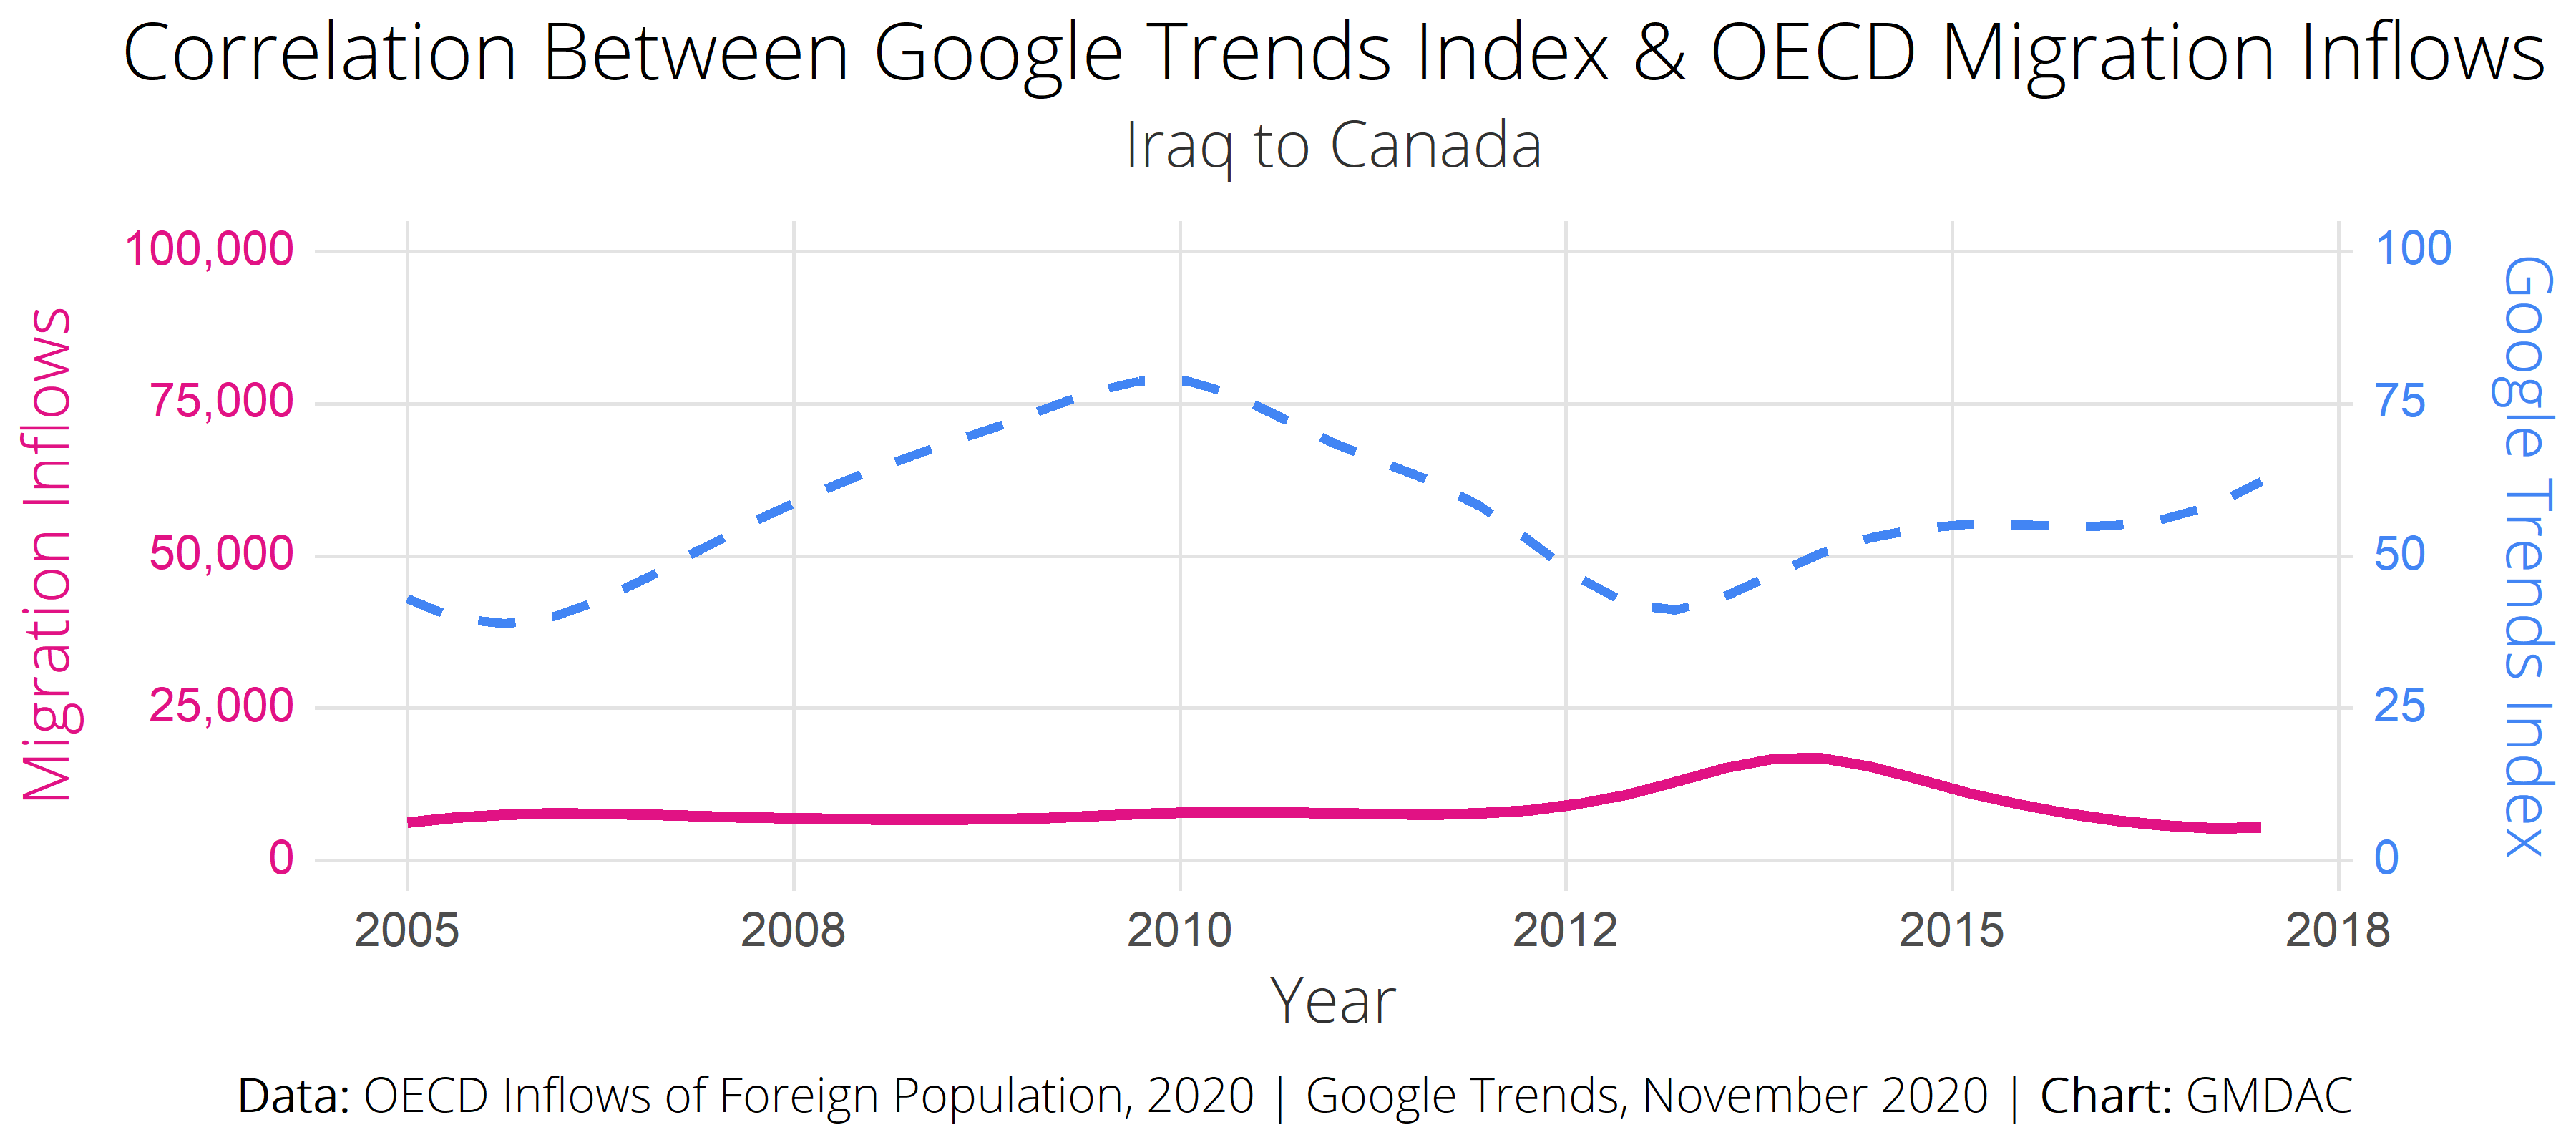 Correlation Between Google Trends Index & OECD Migration Inflows
Iraq to Canada
Migration Inflows
100,000
75,000
50,000
25,000
0
100
75
50
25
0
Google Trends Index
2005 2008 2010 2012 2015 2018
Year
Data: OECD Inflows of Foreign Population, 2020 | Google Trends, November 2020 | Chart: GMDAC